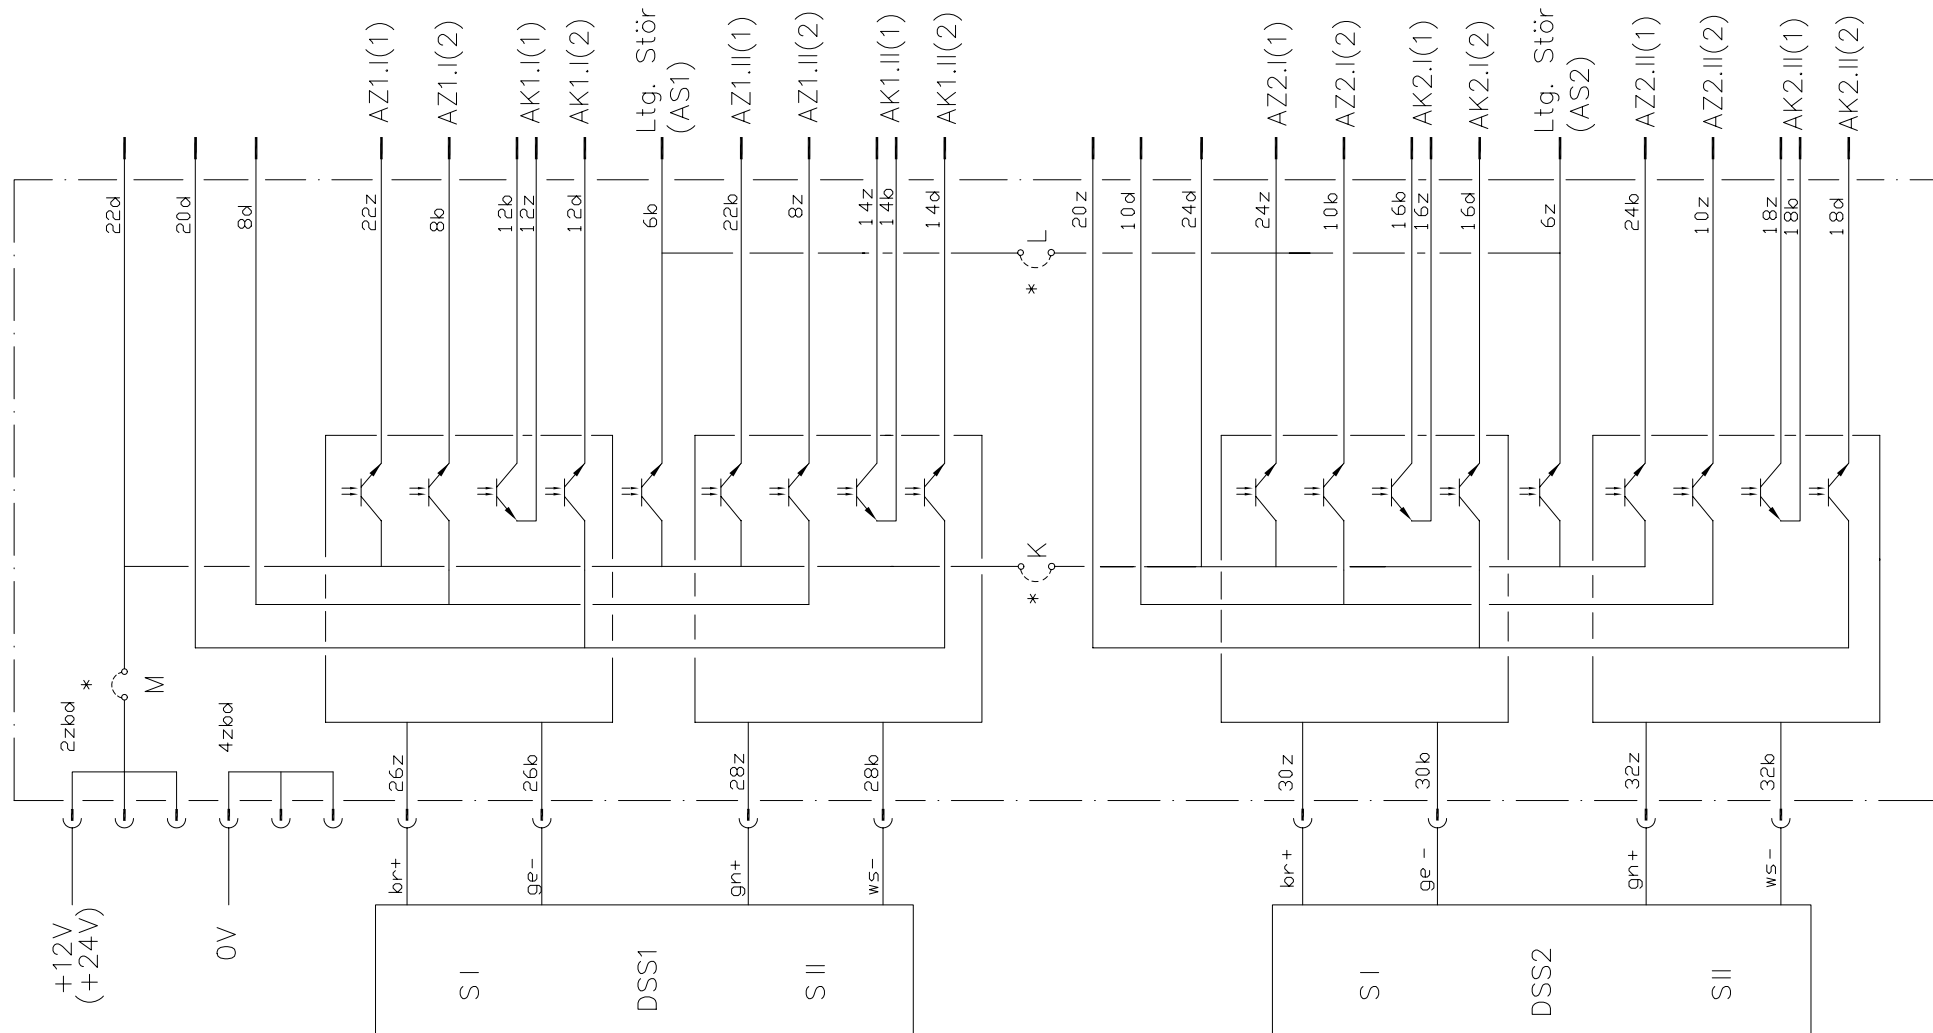 AZ1.I(1)
AZ1.I(2)
AK1.I(1)
AK1.I(2)
Ltg. Stör
(AS1)
AZ1.II(1)
AZ1.II(2)
AK1.II(1)
AK1.II(2)
AZ2.I(1)
AZ2.I(2)
AK2.I(1)
AK2.I(2)
Ltg. Stör
(AS2)
AZ2.II(1)
AZ2.II(2)
AK2.II(1)
AK2.II(2)
22d
20d
8d
22z
8b
12b
12z
12d
6b
22b
8z
14z
14b
14d
20z
10d
24d
24z
10b
16b
16z
16d
6z
24b
10z
18z
18b
18d
L
*
K
*
*
M
2zbd
4zbd
26z
26b
28z
28b
30z
30b
32z
32b
+12V
(+24V)
0V
br+
ge-
gn+
ws-
br+
ge-
gn+
ws-
S I
DSS1
S II
S I
DSS2
S II